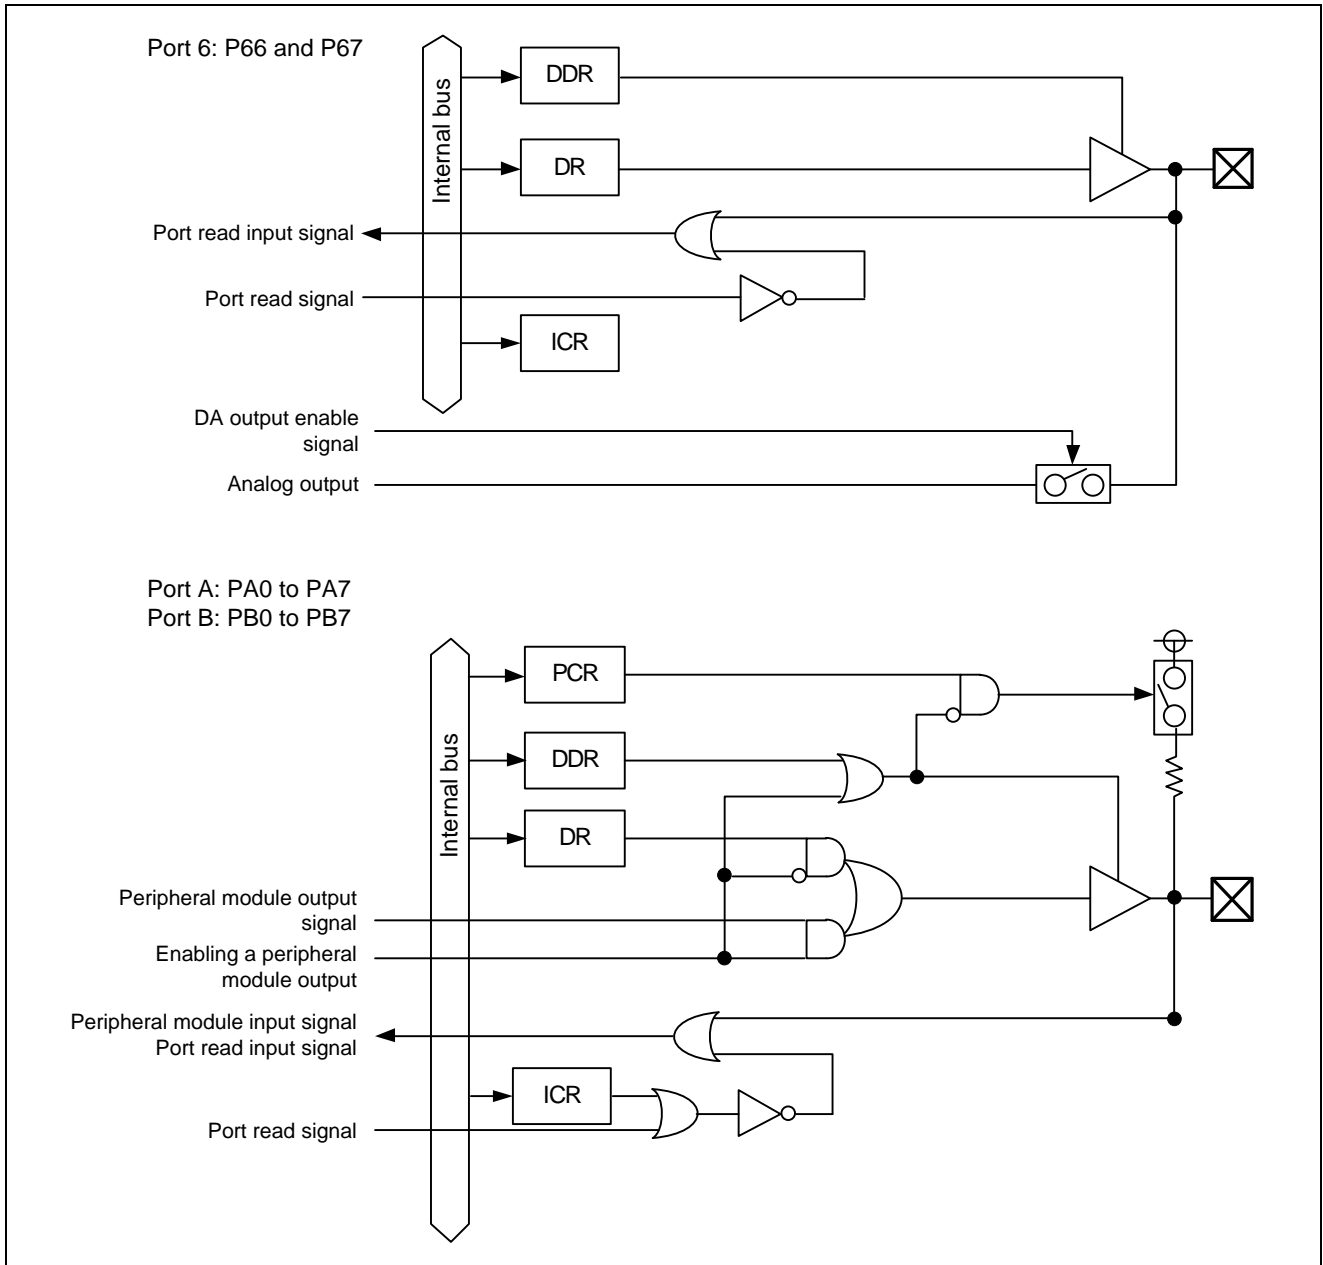 Port 6: P66 and P67
Internal bus
DDR
DR
Port read input signal
Port read signal
ICR
DA output enable
signal
Analog output
Port A: PA0 to PA7
Port B: PB0 to PB7
Internal bus
PCR
DDR
DR
Peripheral module output
signal
Enabling a peripheral
module output
Peripheral module input signal
Port read input signal
ICR
Port read signal